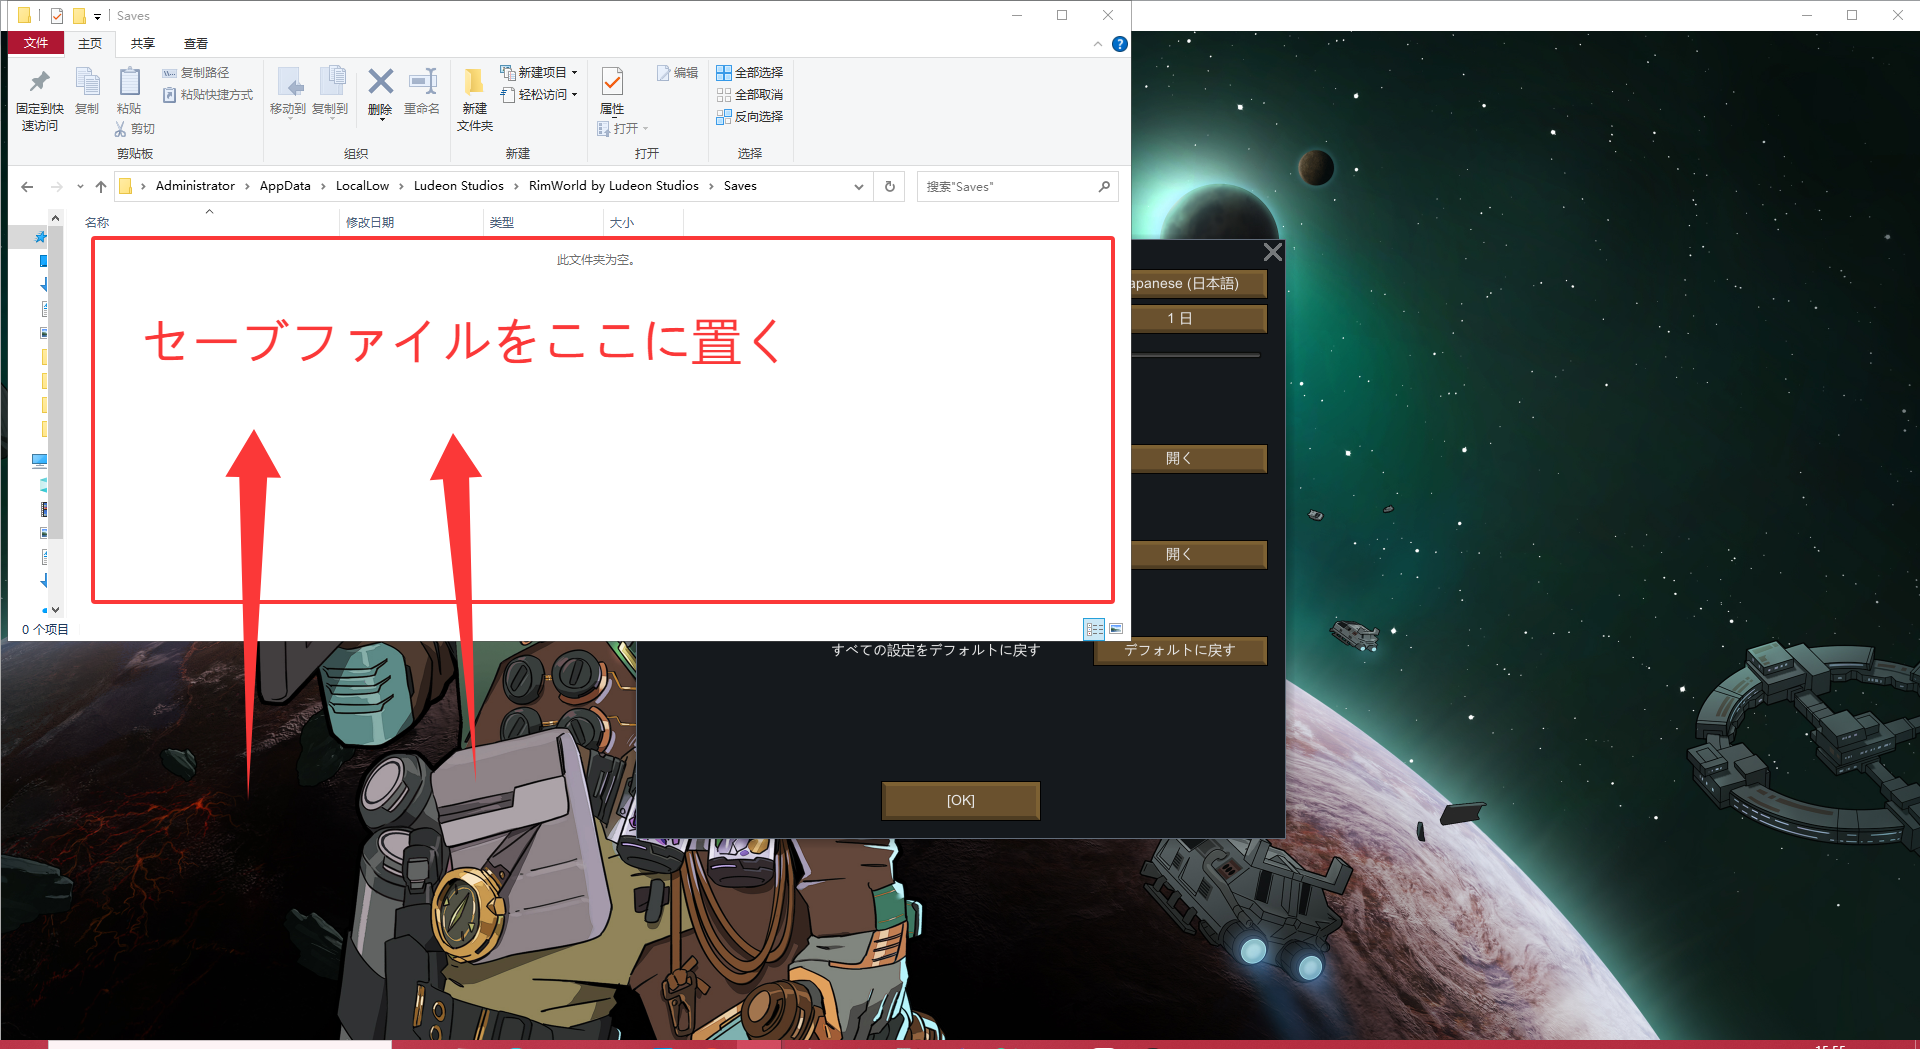 Saves
文件
主页
共享
查看
固定到快
速访问
复制
粘贴
复制路径
粘贴快捷方式
剪切
剪贴板
移动到
复制到
删除
重命名
组织
新建
文件夹
新建项目
轻松访问
新建
属性
编辑
打开
打开
全部选择
全部取消
反向选择
选择
Administrator
AppData
LocalLow
Ludeon Studios
RimWorld by Ludeon Studios
Saves
搜索"Saves"
名称
修改日期
类型
大小
此文件夹为空。
セーブファイルをここに置く
0 个项目
apanese (日本語)
1 日
開く
開く
すべての設定をデフォルトに戻す
デフォルトに戻す
[OK]